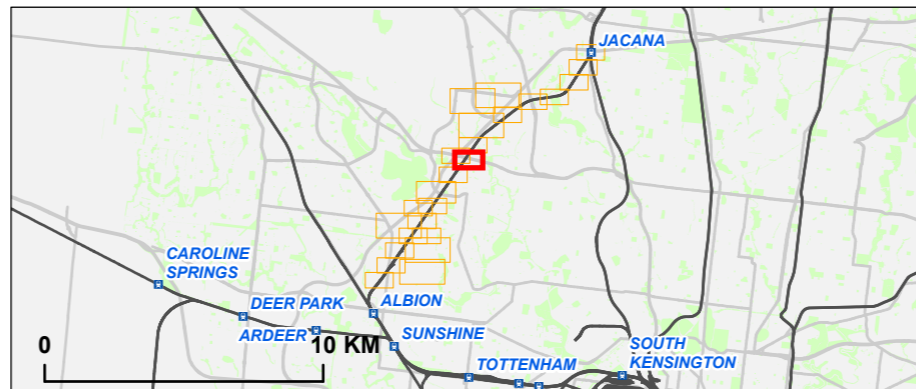 JACANA
CAROLINE
SPRINGS
DEER PARK
ALBION
ARDEER
SUNSHINE
0
10 KM
SOUTH
KENSINGTON
TOTTENHAM